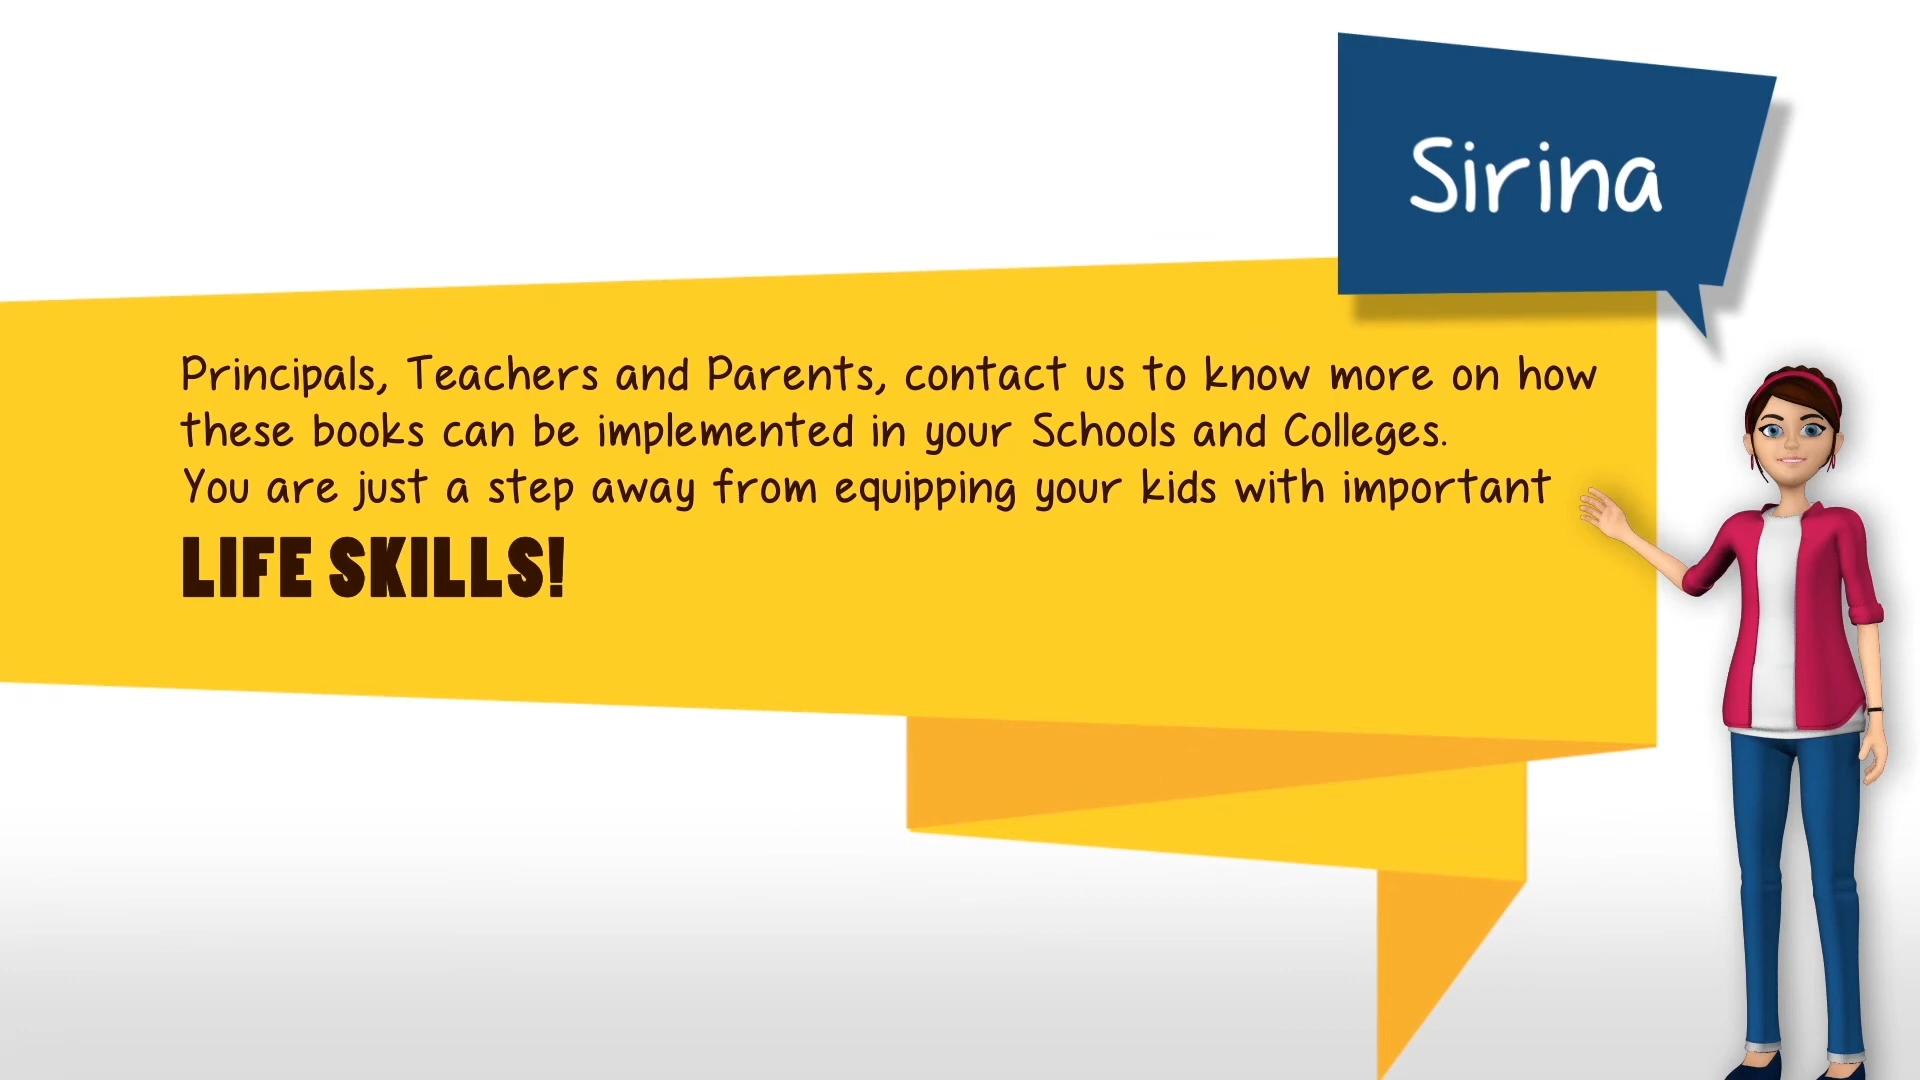 Sirina
Principals, Teachers and Parents, contact us to know more on how
these books can be implemented in your Schools and Colleges.
You are just a step away from equipping your kids with important
LIFE SKILLS!